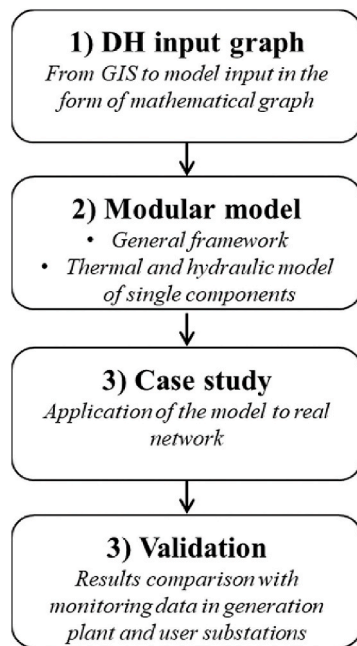 1) DH input graph
From GIS to model input in the
form of mathematical graph
2) Modular model
• General framework
• Thermal and hydraulic model
of single components
3) Case study
Application of the model to real
network
3) Validation
Results comparison with
monitoring data in generation
plant and user substations